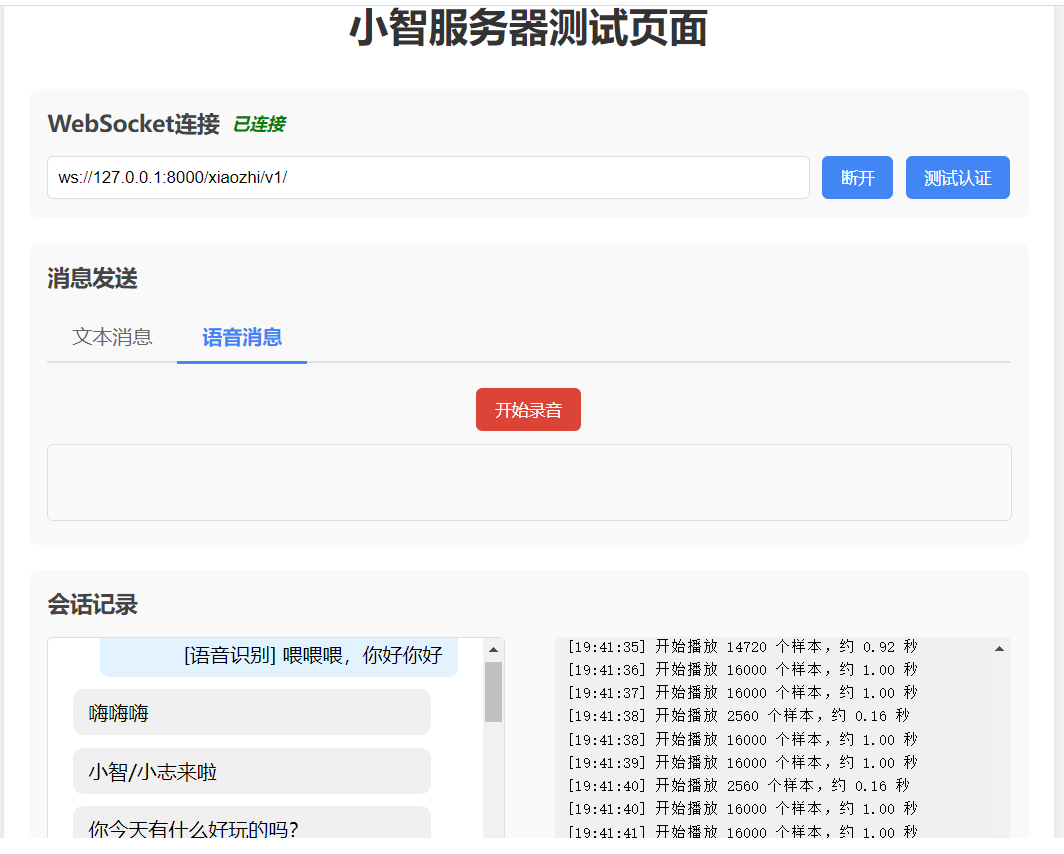 小智服务器测试页面
WebSocket连接 已连接
ws://127.0.0.1:8000/xiaozhi/v1/
断开
测试认证
消息发送
文本消息
语音消息
开始录音
会话记录
[语音识别] 喂喂喂，你好你好
嗨嗨嗨
小智/小志来啦
你今天有什么好玩的吗?
[19:41:35] 开始播放 14720 个样本，约 0.92 秒
[19:41:36] 开始播放 16000 个样本，约 1.00 秒
[19:41:37] 开始播放 16000 个样本，约 1.00 秒
[19:41:38] 开始播放 2560 个样本，约 0.16 秒
[19:41:38] 开始播放 16000 个样本，约 1.00 秒
[19:41:39] 开始播放 16000 个样本，约 1.00 秒
[19:41:40] 开始播放 2560 个样本，约 0.16 秒
[19:41:40] 开始播放 16000 个样本，约 1.00 秒
[19:41:41] 开始播放 16000 个样本，约 1.00 秒